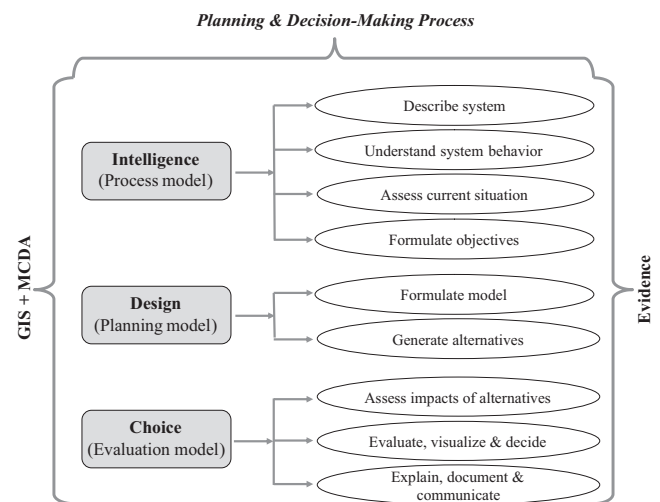 Planning & Decision-Making Process
GIS + MCDA
Intelligence
(Process model)
Describe system
Understand system behavior
Assess current situation
Formulate objectives
Design
(Planning model)
Formulate model
Generate alternatives
Choice
(Evaluation model)
Assess impacts of alternatives
Evaluate, visualize & decide
Explain, document &
communicate
Evidence